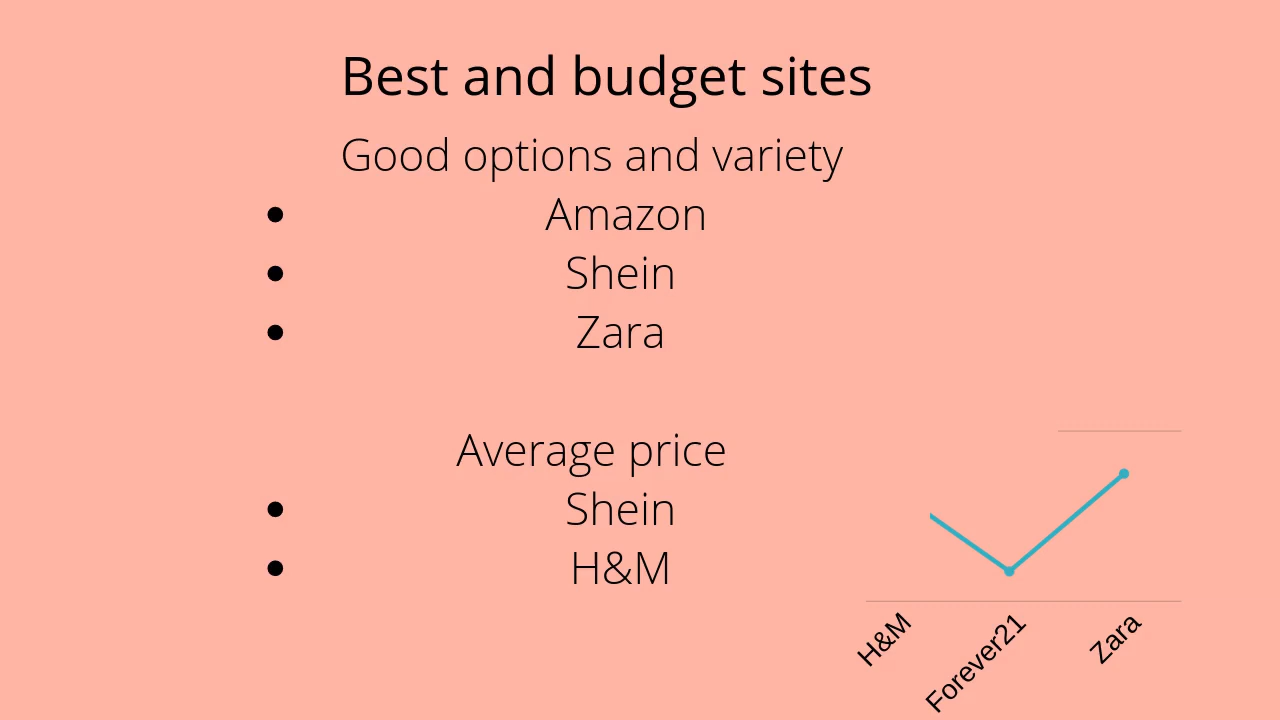 Best and budget sites
Good options and variety
• Amazon
• Shein
• Zara
Average price
• Shein
• H&M
H&M
Forever21
Zara